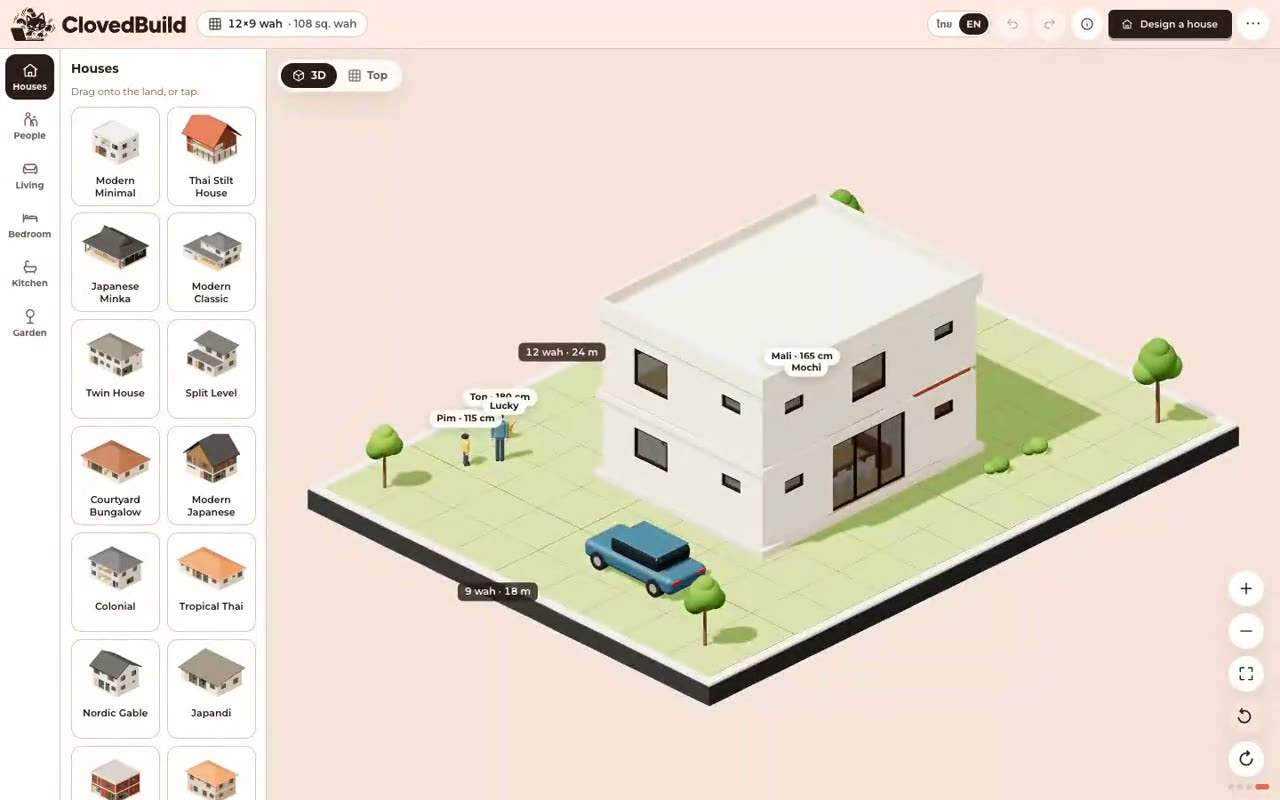 ClovedBuild
12×9 wah · 108 sq. wah
ไทย
EN
Design a house
Houses
People
Living
Bedroom
Kitchen
Garden
Houses
Drag onto the land, or tap.
Modern
Minimal
Thai Stilt
House
Japanese
Minka
Modern
Classic
Twin House
Split Level
Courtyard
Bungalow
Modern
Japanese
Colonial
Tropical Thai
Nordic Gable
Japandi
3D
Top
12 wah · 24 m
Mali · 165 cm
Mochi
Lucky
Pim · 115 cm
9 wah · 18 m